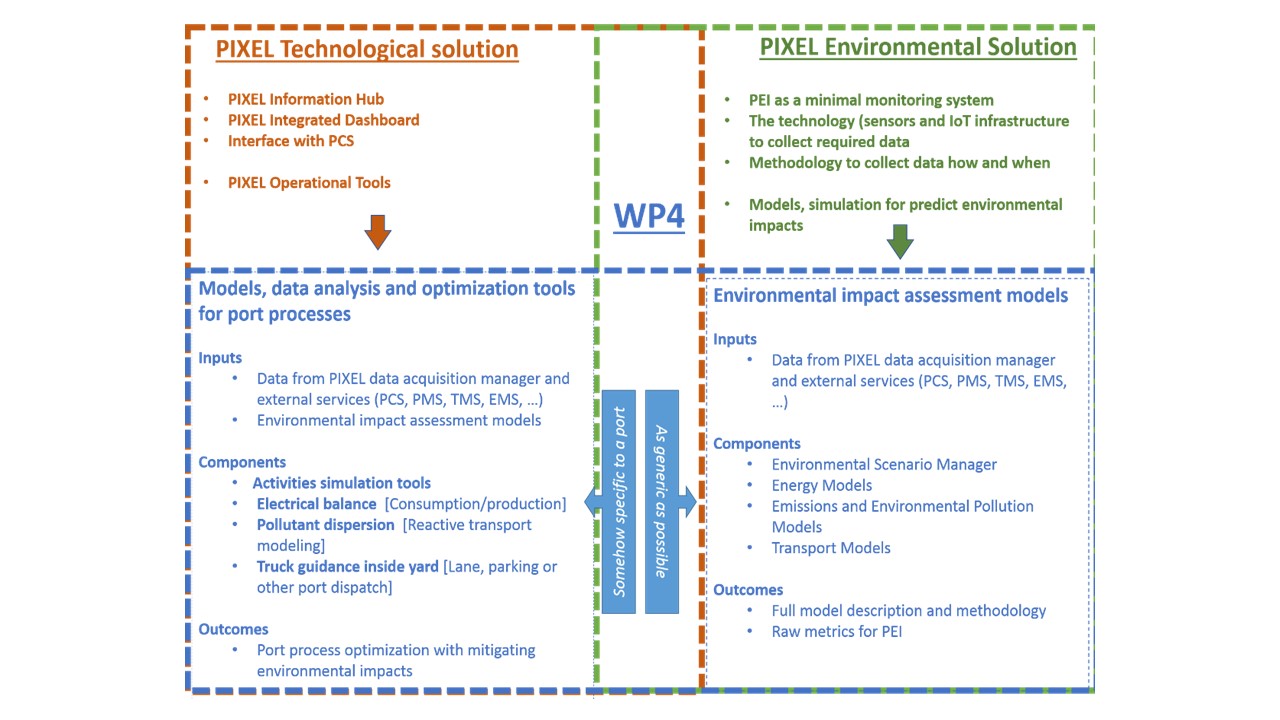 PIXEL Technological solution
• PIXEL Information Hub
• PIXEL Integrated Dashboard
• Interface with PCS
• PIXEL Operational Tools
WP4
PIXEL Environmental Solution
• PEI as a minimal monitoring system
• The technology (sensors and IoT infrastructure
to collect required data
• Methodology to collect data how and when
• Models, simulation for predict environmental
impacts
Models, data analysis and optimization tools
for port processes
Inputs
• Data from PIXEL data acquisition manager and
external services (PCS, PMS, TMS, EMS, ...)
• Environmental impact assessment models
Components
• Activities simulation tools
• Electrical balance [Consumption/production]
• Pollutant dispersion [Reactive transport
modeling]
• Truck guidance inside yard [Lane, parking or
other port dispatch]
Outcomes
• Port process optimization with mitigating
environmental impacts
Somehow specific to a port
As generic as possible
Environmental impact assessment models
Inputs
• Data from PIXEL data acquisition manager
and external services (PCS, PMS, TMS, EMS,
...)
Components
• Environmental Scenario Manager
• Energy Models
• Emissions and Environmental Pollution
Models
• Transport Models
Outcomes
• Full model description and methodology
• Raw metrics for PEI